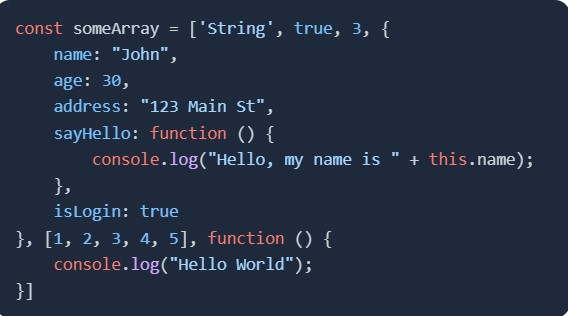 const someArray = ['String', true, 3, {
    name: "John",
    age: 30,
    address: "123 Main St",
    sayHello: function () {
        console.log("Hello, my name is " + this.name);
    },
    isLogin: true
}, [1, 2, 3, 4, 5], function () {
    console.log("Hello World");
}]